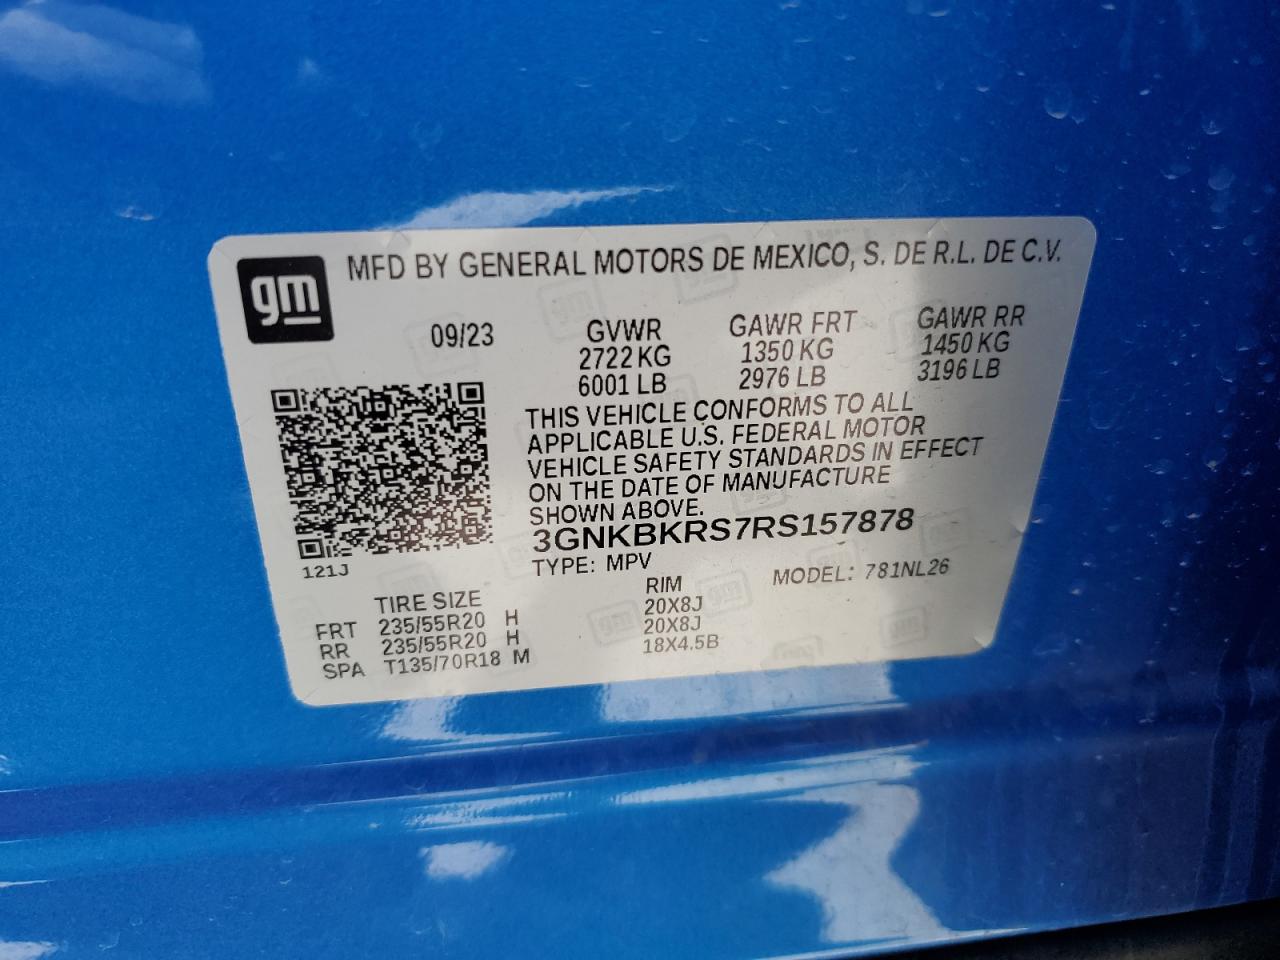 gm
MFD BY GENERAL MOTORS DE MEXICO, S. DE R.L. DE C.V.
09/23 GVWR GAWR FRT GAWR RR
2722 KG 1350 KG 1450 KG
6001 LB 2976 LB 3196 LB
THIS VEHICLE CONFORMS TO ALL
APPLICABLE U.S. FEDERAL MOTOR
VEHICLE SAFETY STANDARDS IN EFFECT
ON THE DATE OF MANUFACTURE
SHOWN ABOVE.
3GNKBKRS7RS157878
121J
TYPE: MPV MODEL: 781NL26
TIRE SIZE RIM
FRT 235/55R20 H 20X8J
RR 235/55R20 H 20X8J
SPA T135/70R18 M 18X4.5B